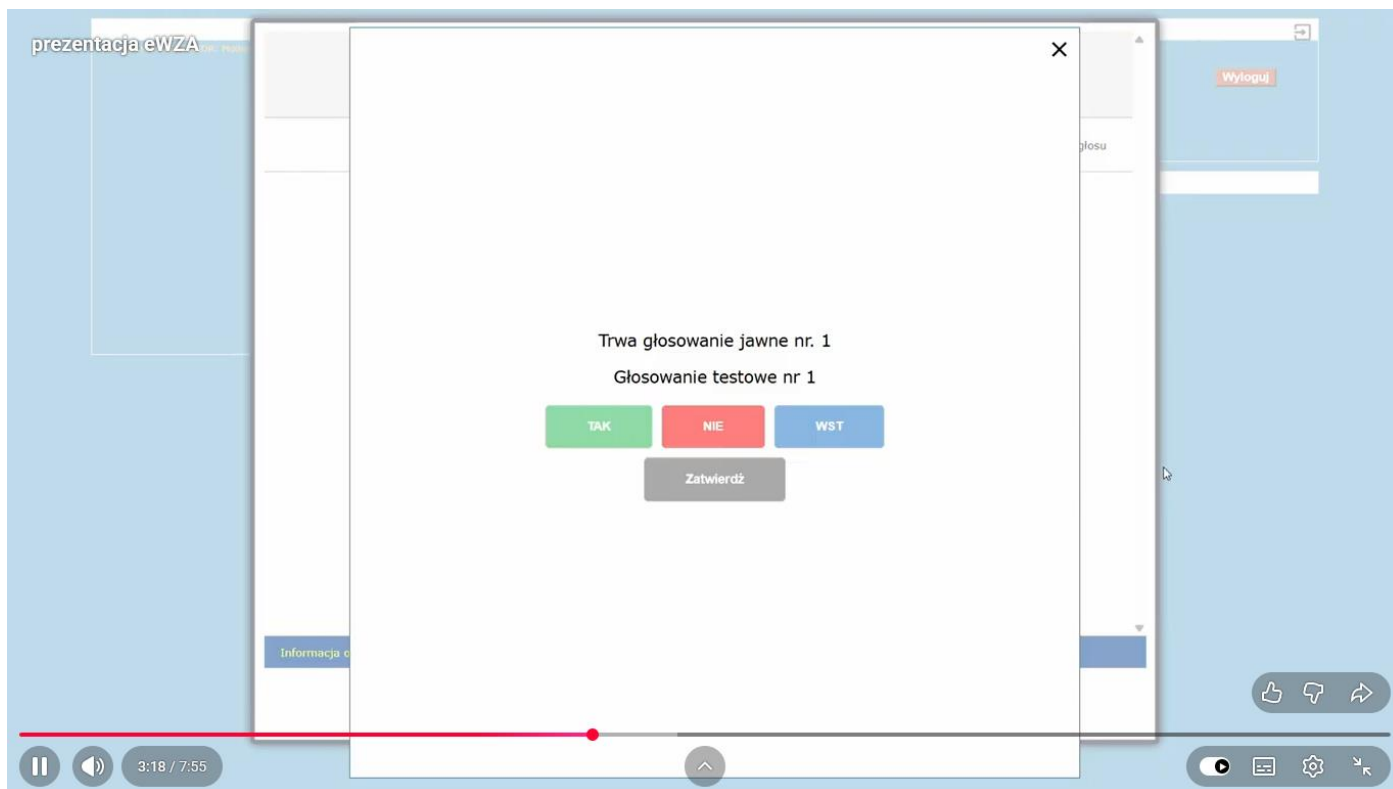 prezentacja eWZA
Wyloguj
głosu
Trwa głosowanie jawne nr. 1
Głosowanie testowe nr 1
TAK
NIE
WST
Zatwierdż
Informacja o
3:18 / 7:55